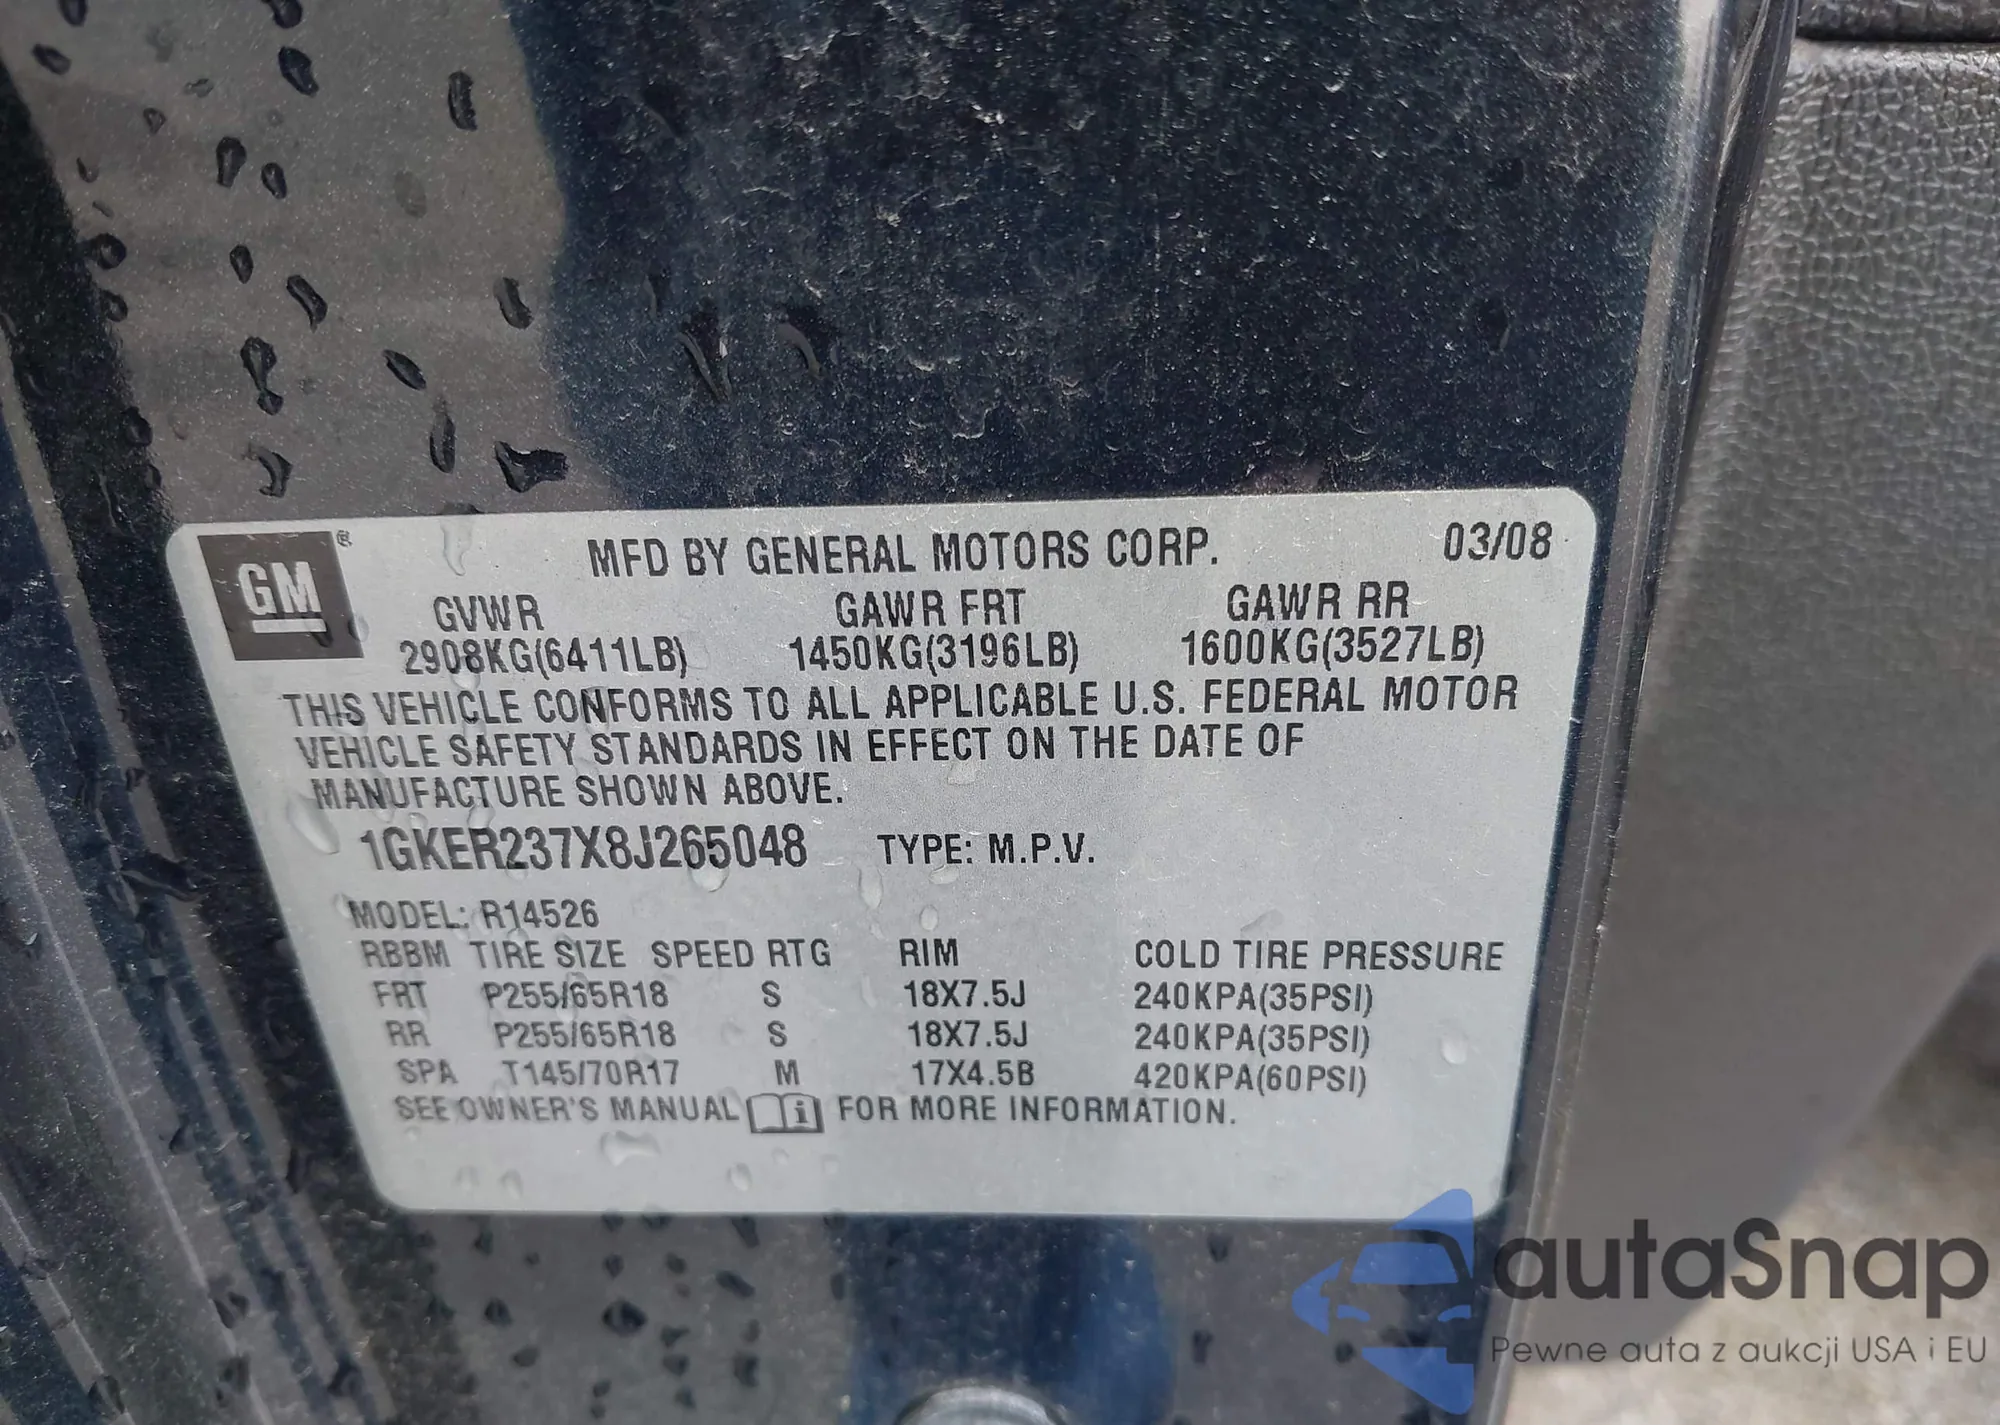 GM ®
MFD BY GENERAL MOTORS CORP. 03/08
GVWR GAWR FRT GAWR RR
2908KG(6411LB) 1450KG(3196LB) 1600KG(3527LB)
THIS VEHICLE CONFORMS TO ALL APPLICABLE U.S. FEDERAL MOTOR
VEHICLE SAFETY STANDARDS IN EFFECT ON THE DATE OF
MANUFACTURE SHOWN ABOVE.
1GKER237X8J265048 TYPE: M.P.V.
MODEL: R14526
RBBM TIRE SIZE SPEED RTG RIM COLD TIRE PRESSURE
FRT P255/65R18 S 18X7.5J 240KPA(35PSI)
RR P255/65R18 S 18X7.5J 240KPA(35PSI)
SPA T145/70R17 M 17X4.5B 420KPA(60PSI)
SEE OWNER'S MANUAL i FOR MORE INFORMATION.
autaSnap
Pewne auta z aukcji USA i EU